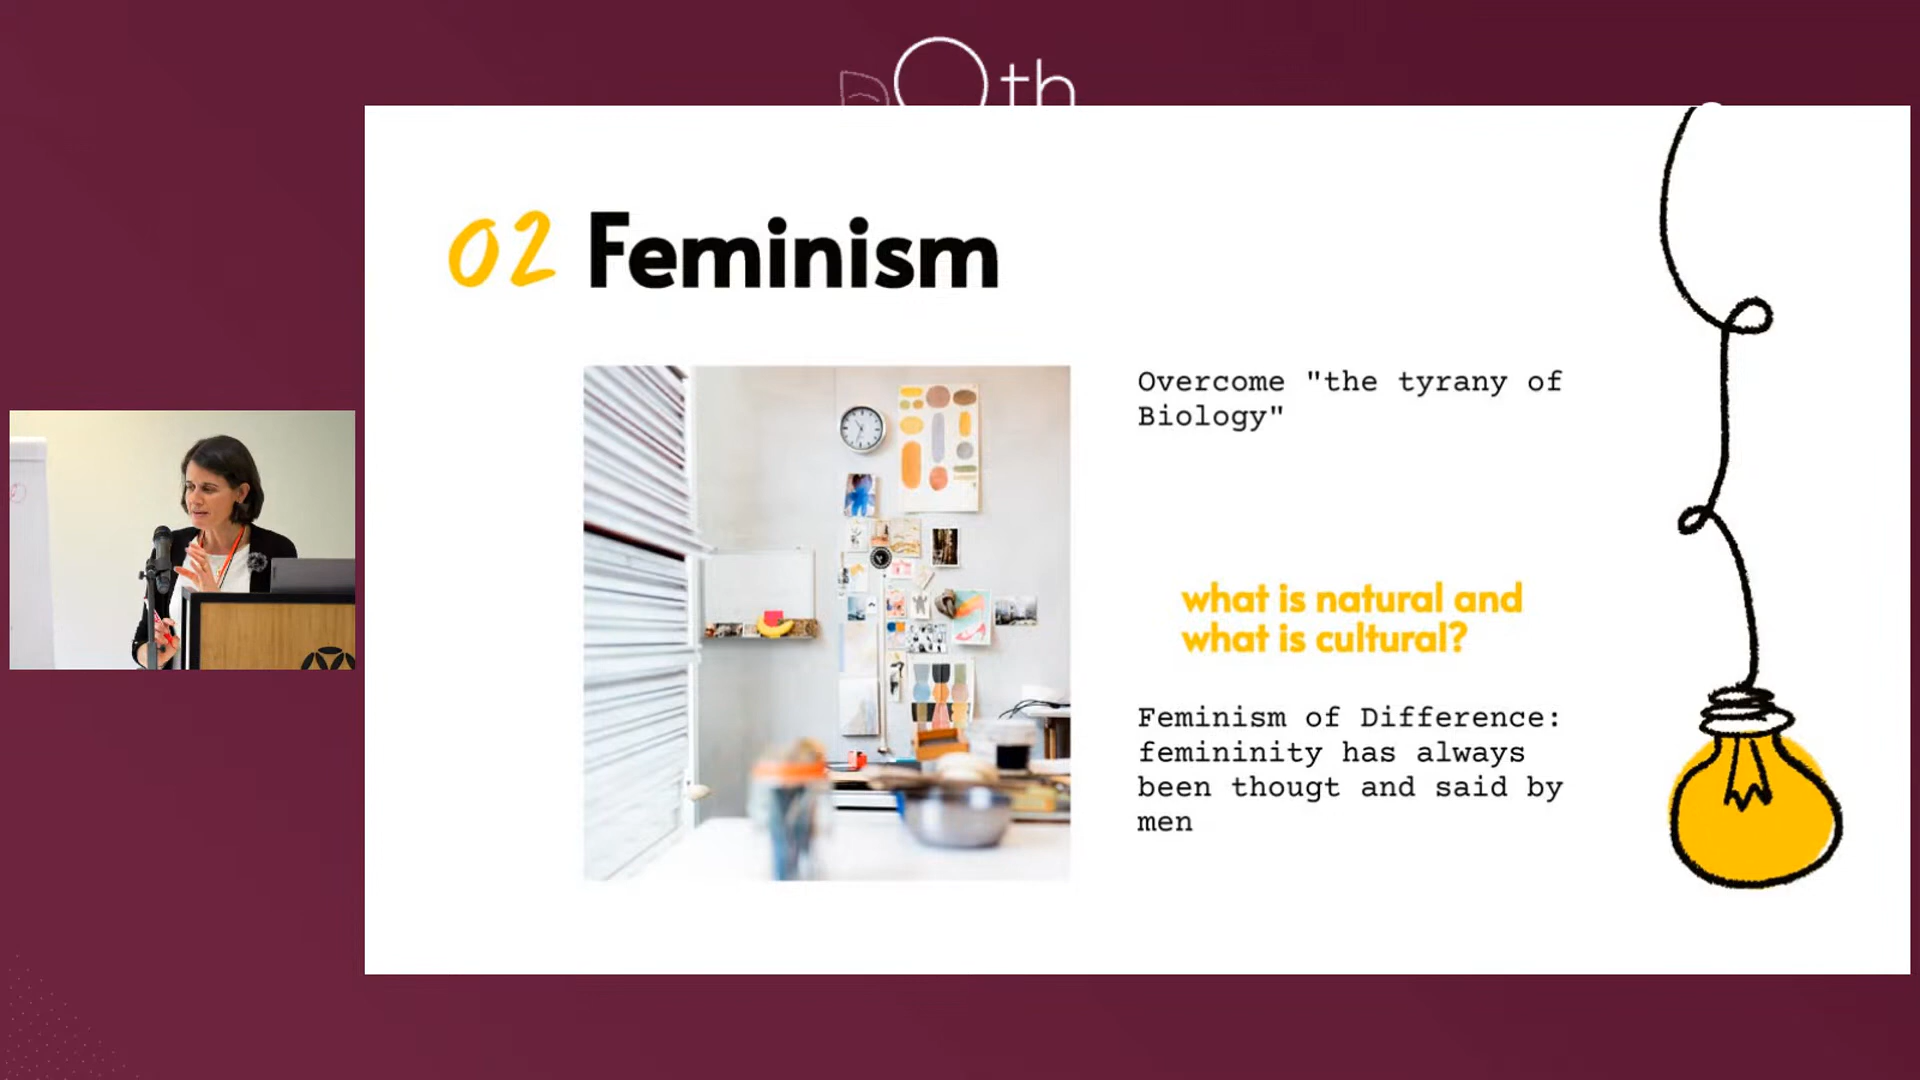 th
02 Feminism
Overcome "the tyrany of
Biology"
what is natural and
what is cultural?
Feminism of Difference:
femininity has always
been thougt and said by
men